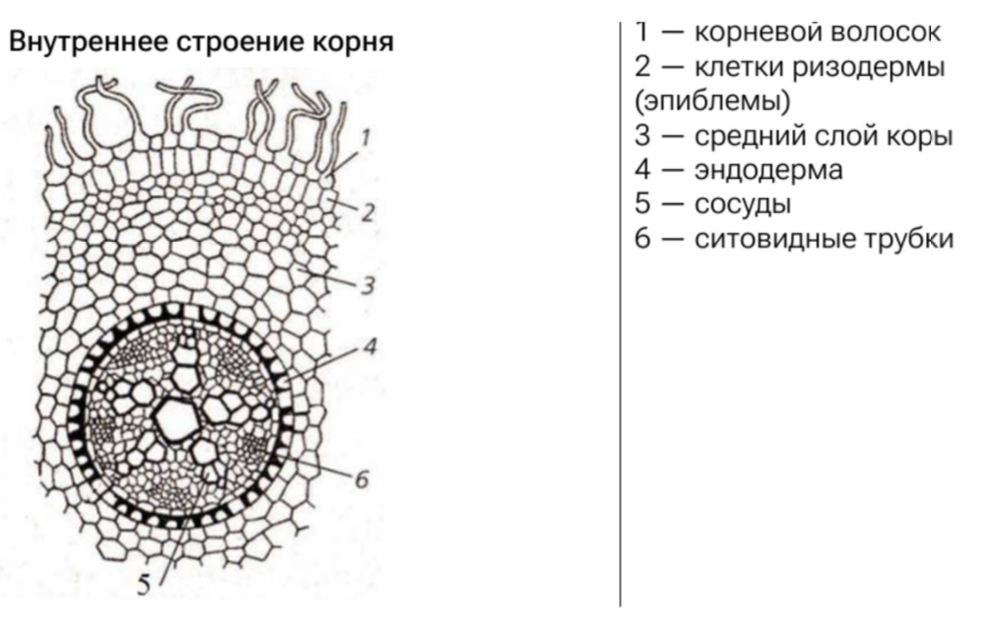 Внутреннее строение корня
1
2
3
4
6
5
1 — корневой волосок
2 — клетки ризодермы
(эпиблемы)
3 — средний слой коры
4 — эндодерма
5 — сосуды
6 — ситовидные трубки